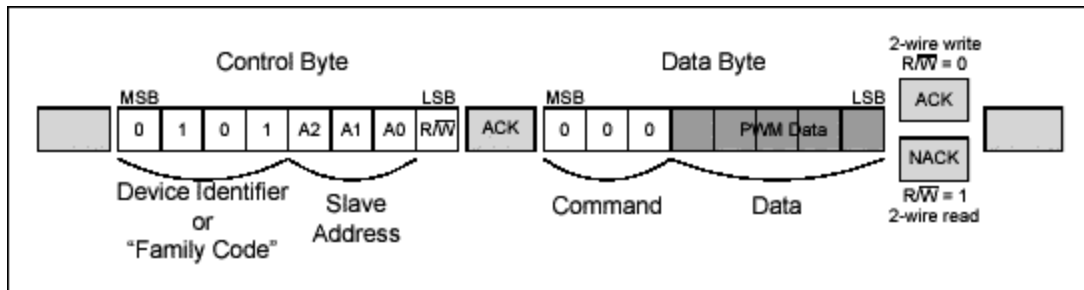 Control Byte
Data Byte
2-wire write
R/W̅ = 0
MSB LSB MSB LSB
0 1 0 1 A2 A1 A0 R/W̅ ACK 0 0 0 PWM Data ACK
NACK
Device Identifier
or
"Family Code"
Slave
Address
Command
Data
R/W̅ = 1
2-wire read